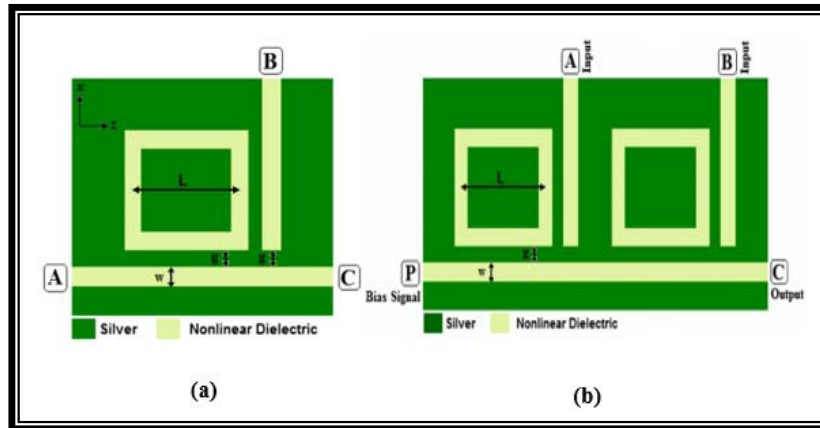 B
x
z
L
g
g
A
w
C
Silver
Nonlinear Dielectric
(a)
A
Input
B
Input
L
g
P
w
C
Bias Signal
Output
Silver
Nonlinear Dielectric
(b)